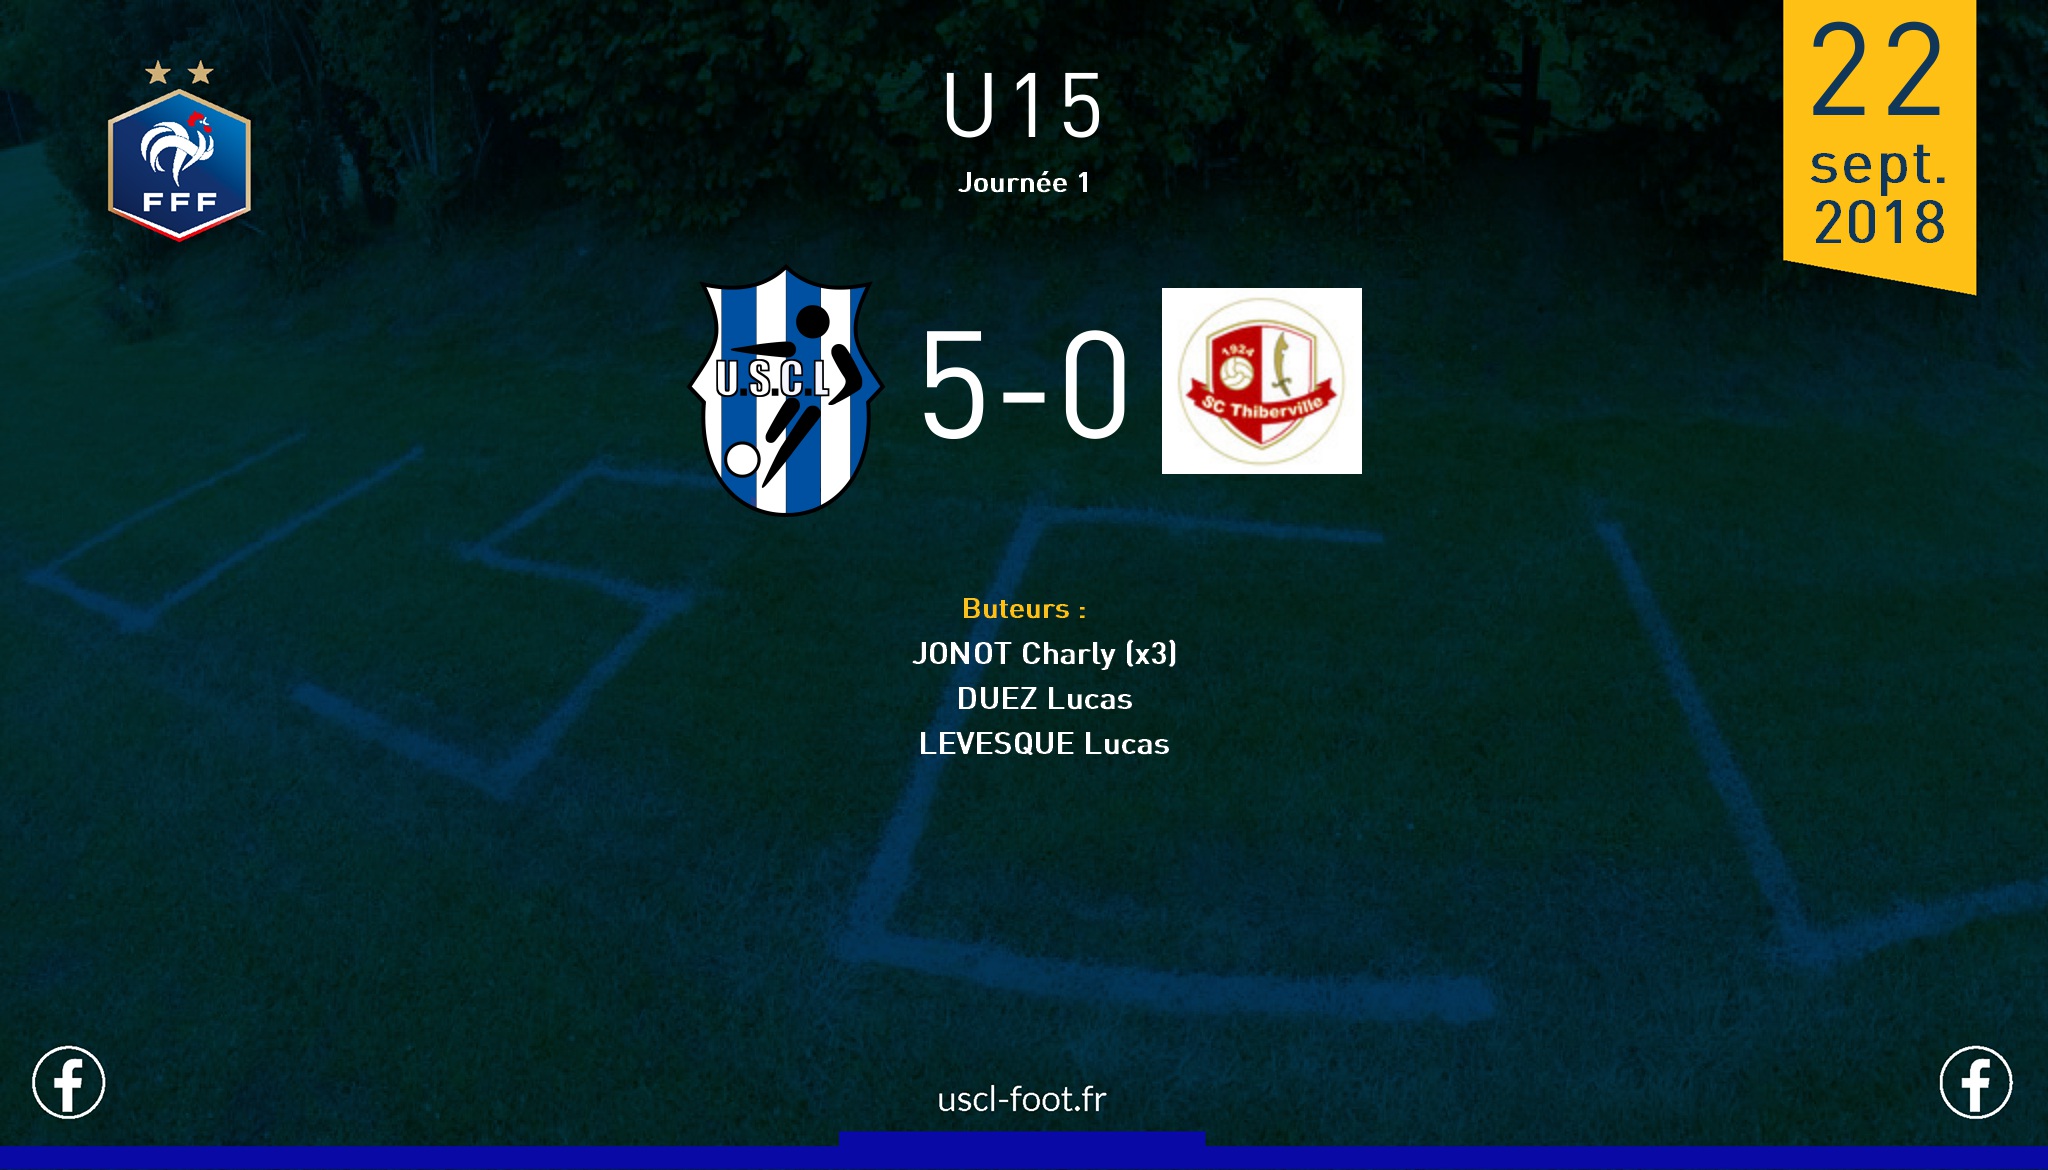 22
sept.
2018
U15
Journée 1
FFF
U.S.C.L
5-0
1924
SC Thiberville
Buteurs :
JONOT Charly (x3)
DUEZ Lucas
LEVESQUE Lucas
USCL
uscl-foot.fr